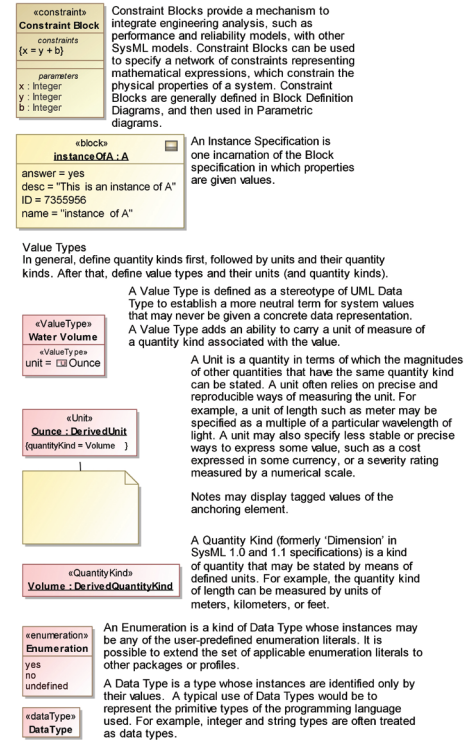 «constraint»
Constraint Block
constraints
{x = y + b}
parameters
x : Integer
y : Integer
b : Integer
Constraint Blocks provide a mechanism to
integrate engineering analysis, such as
performance and reliability models, with other
SysML models. Constraint Blocks can be used
to specify a network of constraints representing
mathematical expressions, which constrain the
physical properties of a system. Constraint
Blocks are generally defined in Block Definition
Diagrams, and then used in Parametric
diagrams.
«block»
instanceOfA : A
answer = yes
desc = "This is an instance of A"
ID = 7355956
name = "instance of A"
An Instance Specification is
one incarnation of the Block
specification in which properties
are given values.
Value Types
In general, define quantity kinds first, followed by units and their quantity
kinds. After that, define value types and their units (and quantity kinds).
«ValueType»
Water Volume
«ValueType»
unit = Ounce
A Value Type is defined as a stereotype of UML Data
Type to establish a more neutral term for system values
that may never be given a concrete data representation.
A Value Type adds an ability to carry a unit of measure of
a quantity kind associated with the value.
«Unit»
Ounce : DerivedUnit
{quantityKind = Volume }
A Unit is a quantity in terms of which the magnitudes
of other quantities that have the same quantity kind
can be stated. A unit often relies on precise and
reproducible ways of measuring the unit. For
example, a unit of length such as meter may be
specified as a multiple of a particular wavelength of
light. A unit may also specify less stable or precise
ways to express some value, such as a cost
expressed in some currency, or a severity rating
measured by a numerical scale.
Notes may display tagged values of the
anchoring element.
«QuantityKind»
Volume : DerivedQuantityKind
A Quantity Kind (formerly 'Dimension' in
SysML 1.0 and 1.1 specifications) is a kind
of quantity that may be stated by means of
defined units. For example, the quantity kind
of length can be measured by units of
meters, kilometers, or feet.
«enumeration»
Enumeration
yes
no
undefined
An Enumeration is a kind of Data Type whose instances may
be any of the user-predefined enumeration literals. It is
possible to extend the set of applicable enumeration literals to
other packages or profiles.
«dataType»
DataType
A Data Type is a type whose instances are identified only by
their values. A typical use of Data Types would be to
represent the primitive types of the programming language
used. For example, integer and string types are often treated
as data types.